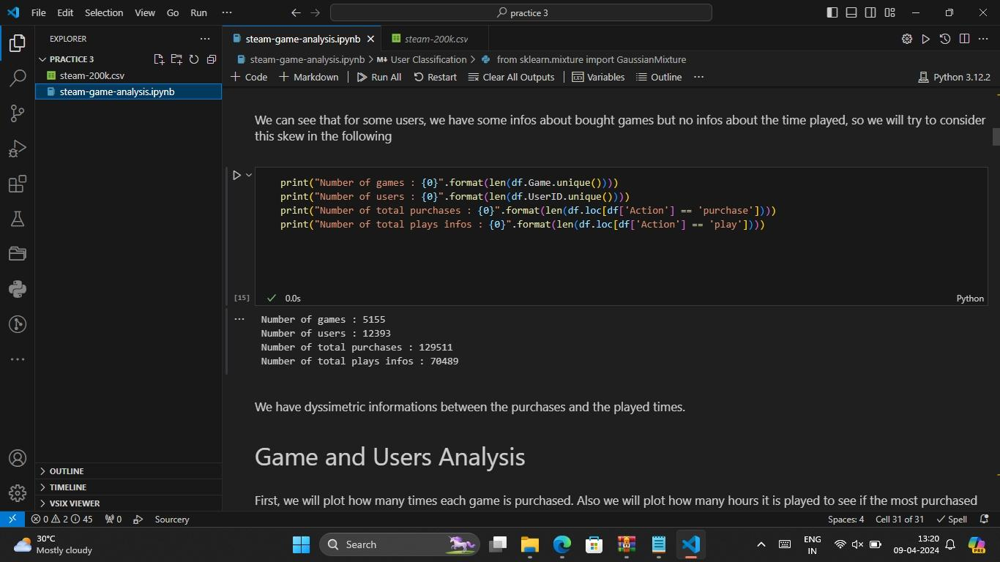 File Edit Selection View Go Run ···
practice 3
EXPLORER ···
PRACTICE 3
steam-200k.csv
steam-game-analysis.ipynb
OUTLINE
TIMELINE
VSIX VIEWER
steam-game-analysis.ipynb
steam-200k.csv
steam-game-analysis.ipynb > M↓ User Classification > from sklearn.mixture import GaussianMixture
+ Code + Markdown Run All Restart Clear All Outputs Variables Outline ··· Python 3.12.2
We can see that for some users, we have some infos about bought games but no infos about the time played, so we will try to consider
this skew in the following
print("Number of games : {0}".format(len(df.Game.unique())))
print("Number of users : {0}".format(len(df.UserID.unique())))
print("Number of total purchases : {0}".format(len(df.loc[df['Action'] == 'purchase'])))
print("Number of total plays infos : {0}".format(len(df.loc[df['Action'] == 'play'])))
[15] 0.0s Python
Number of games : 5155
Number of users : 12393
Number of total purchases : 129511
Number of total plays infos : 70489
We have dyssimetric informations between the purchases and the played times.
Game and Users Analysis
First, we will plot how many times each game is purchased. Also we will plot how many hours it is played to see if the most purchased
0 2 45 0 Sourcery Spaces: 4 Cell 31 of 31 Spell
30°C
Mostly cloudy
Search
ENG
IN
13:20
09-04-2024
PRE